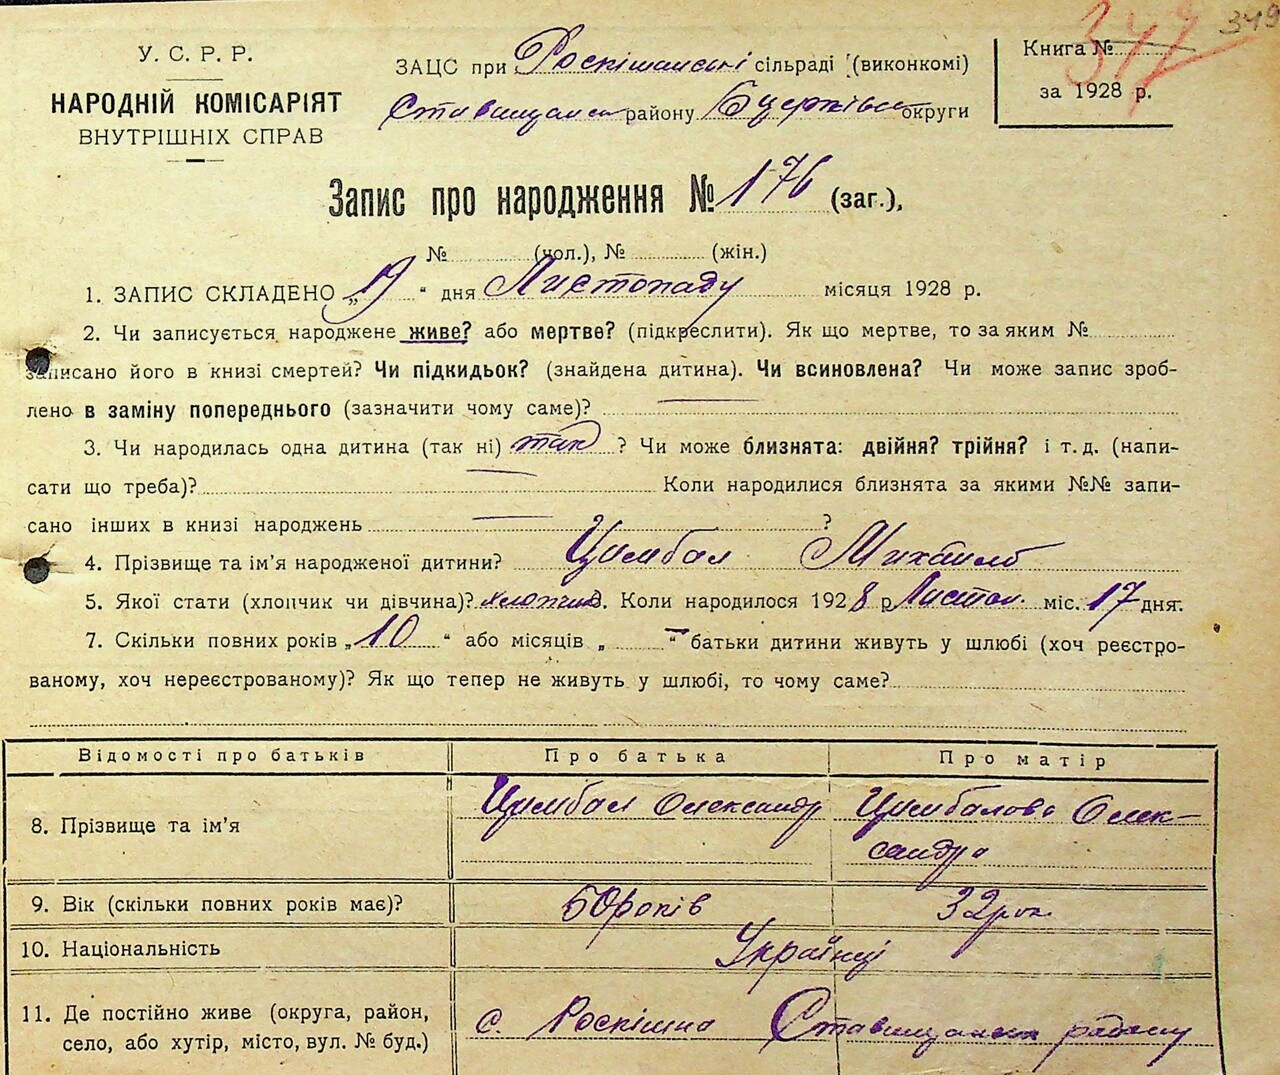 У. С. Р. Р.
НАРОДНІЙ КОМІСАРІЯТ
ВНУТРІШНІХ СПРАВ
ЗАЦС при Роспішанські сільраді (виконкомі)
Ставищанськ району Бцерківськ округи
Книга №
за 1928 р.
347
349
Запис про народження № 176 (заг.),
№ (чол.), № (жін.)
1. ЗАПИС СКЛАДЕНО „19“ дня Листопаду місяця 1928 р.
2. Чи записується народжене живе? або мертве? (підкреслити). Як що мертве, то за яким №
записано його в книзі смертей? Чи підкидьок? (знайдена дитина). Чи всиновлена? Чи може запис зроб-
лено в заміну попереднього (зазначити чому саме)? —
3. Чи народилась одна дитина (так ні) так ? Чи може близнята: двійня? трійня? і т. д. (напи-
сати що треба)? — Коли народилися близнята за якими №№ запи-
сано інших в книзі народжень — ?
4. Прізвище та ім’я народженої дитини? Цимбал Михайло
5. Якої стати (хлопчик чи дівчина)? хлопчик. Коли народилося 1928 р Листоп. міс. 17 дня.
7. Скільки повних років „10“ або місяців „—“ батьки дитини живуть у шлюбі (хоч реєстро-
ваному, хоч нереєстрованому)? Як що тепер не живуть у шлюбі, то чому саме?
Відомості про батьків Про батька Про матір
8. Прізвище та ім’я Цимбал Олександр Цимбалова Олек-
сандра
9. Вік (скільки повних років має)? 60 років 32 рок.
10. Національність Українці
11. Де постійно живе (округа, район,
село, або хутір, місто, вул. № буд.) с. Роспішна Ставищанськ району